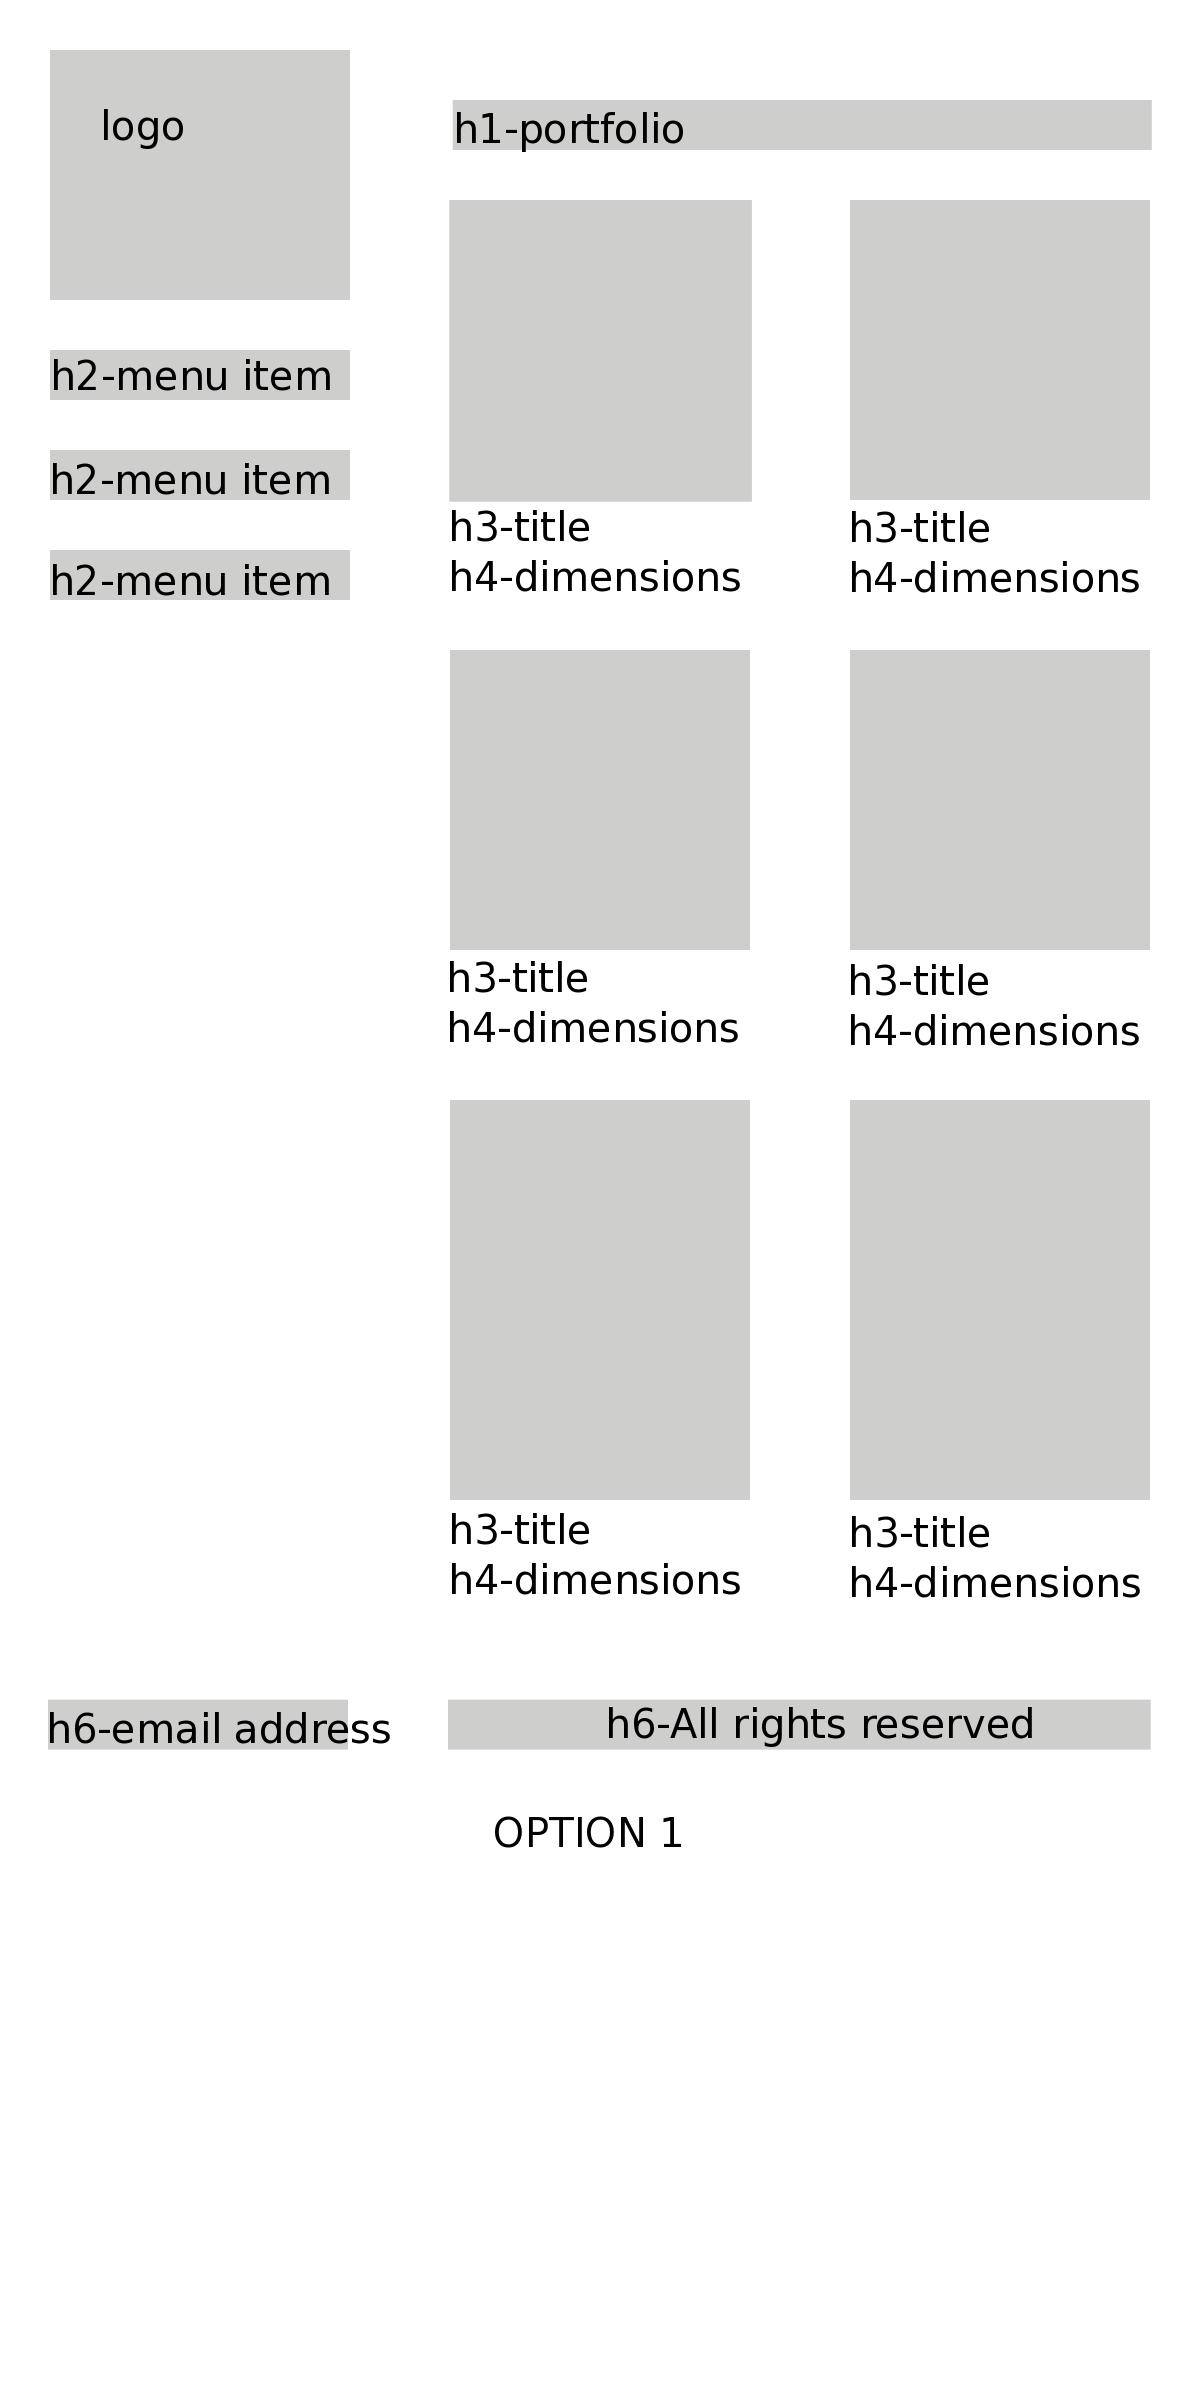 logo
h1-portfolio
h2-menu item
h2-menu item
h2-menu item
h3-title
h4-dimensions
h3-title
h4-dimensions
h3-title
h4-dimensions
h3-title
h4-dimensions
h3-title
h4-dimensions
h3-title
h4-dimensions
h6-email address
h6-All rights reserved
OPTION 1